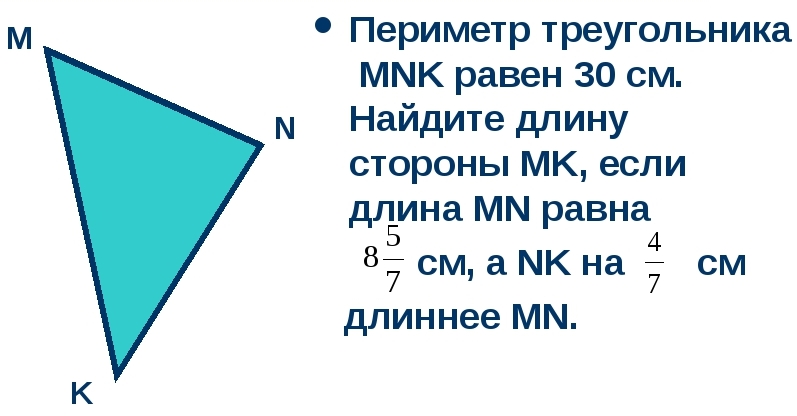 M
N
K
• Периметр треугольника
MNK равен 30 см.
Найдите длину
стороны MK, если
длина MN равна
8 5/7 см, а NK на 4/7 см
длиннее MN.